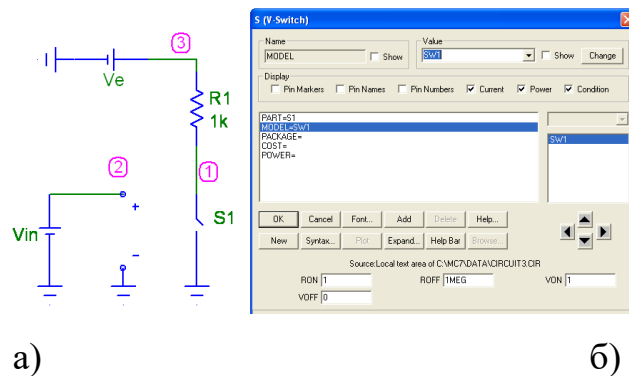 3
Ve
R1
1k
1
2
+
S1
Vin
-
S (V-Switch)
Name
MODEL
Show
Value
SW1
Show
Change
Display
Pin Markers
Pin Names
Pin Numbers
Current
Power
Condition
PART=S1
MODEL=SW1
PACKAGE=
COST=
POWER=
SW1
OK
Cancel
Font...
Add
Delete
Help...
New
Syntax...
Plot
Expand...
Help Bar
Browse...
Source:Local text area of C:\MC7\DATA\CIRCUIT3.CIR
RON 1
ROFF 1MEG
VON 1
VOFF 0
а)
б)